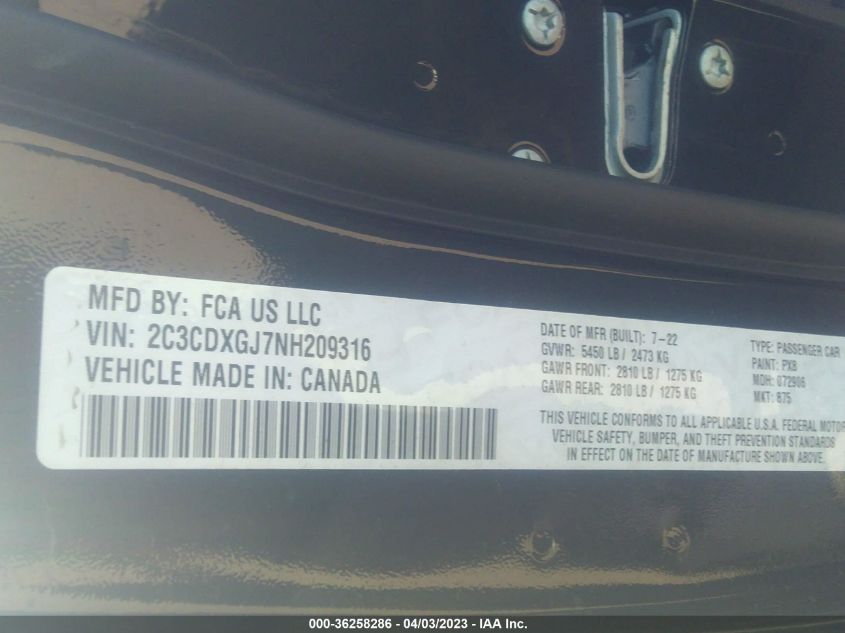 MFD BY: FCA US LLC
VIN: 2C3CDXGJ7NH209316
VEHICLE MADE IN: CANADA
DATE OF MFR (BUILT): 7-22
GVWR: 5450 LB / 2473 KG
GAWR FRONT: 2810 LB / 1275 KG
GAWR REAR: 2810 LB / 1275 KG
TYPE: PASSENGER CAR
PAINT: PX8
MDH: 072906
MKT: 875
THIS VEHICLE CONFORMS TO ALL APPLICABLE U.S.A. FEDERAL MOTOR
VEHICLE SAFETY, BUMPER, AND THEFT PREVENTION STANDARDS
IN EFFECT ON THE DATE OF MANUFACTURE SHOWN ABOVE.
000-36258286 - 04/03/2023 - IAA Inc.